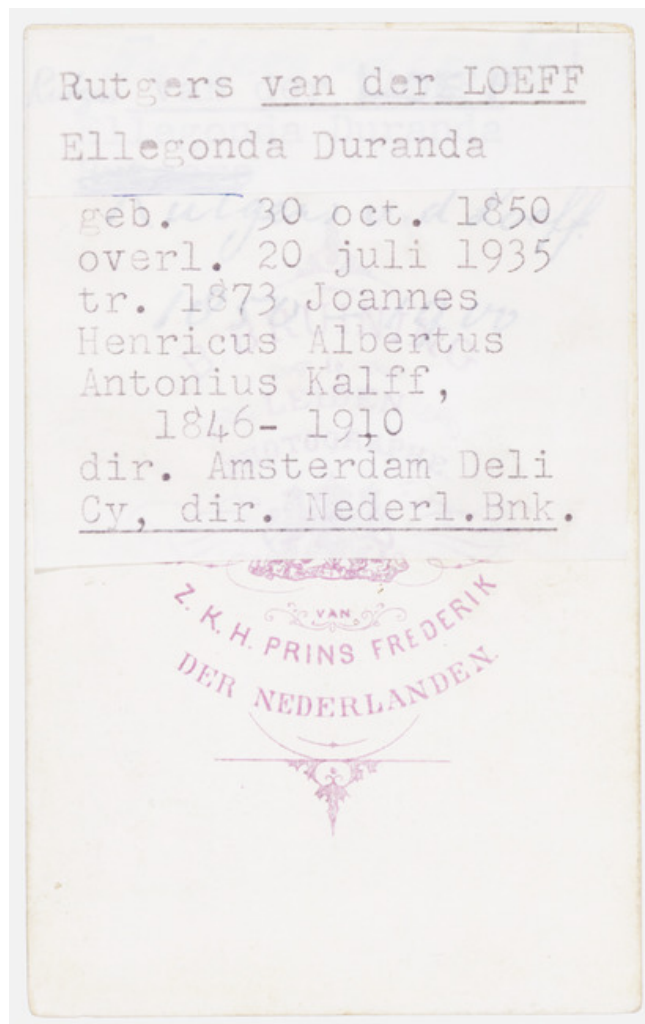 Rutgers van der LOEFF
Ellegonda Duranda
geb. 30 oct. 1850
overl. 20 juli 1935
tr. 1873 Joannes
Henricus Albertus
Antonius Kalff,
1846- 1910
dir. Amsterdam Deli
Cy, dir. Nederl.Bnk.
VAN
Z. K. H. PRINS FREDERIK
DER NEDERLANDEN.